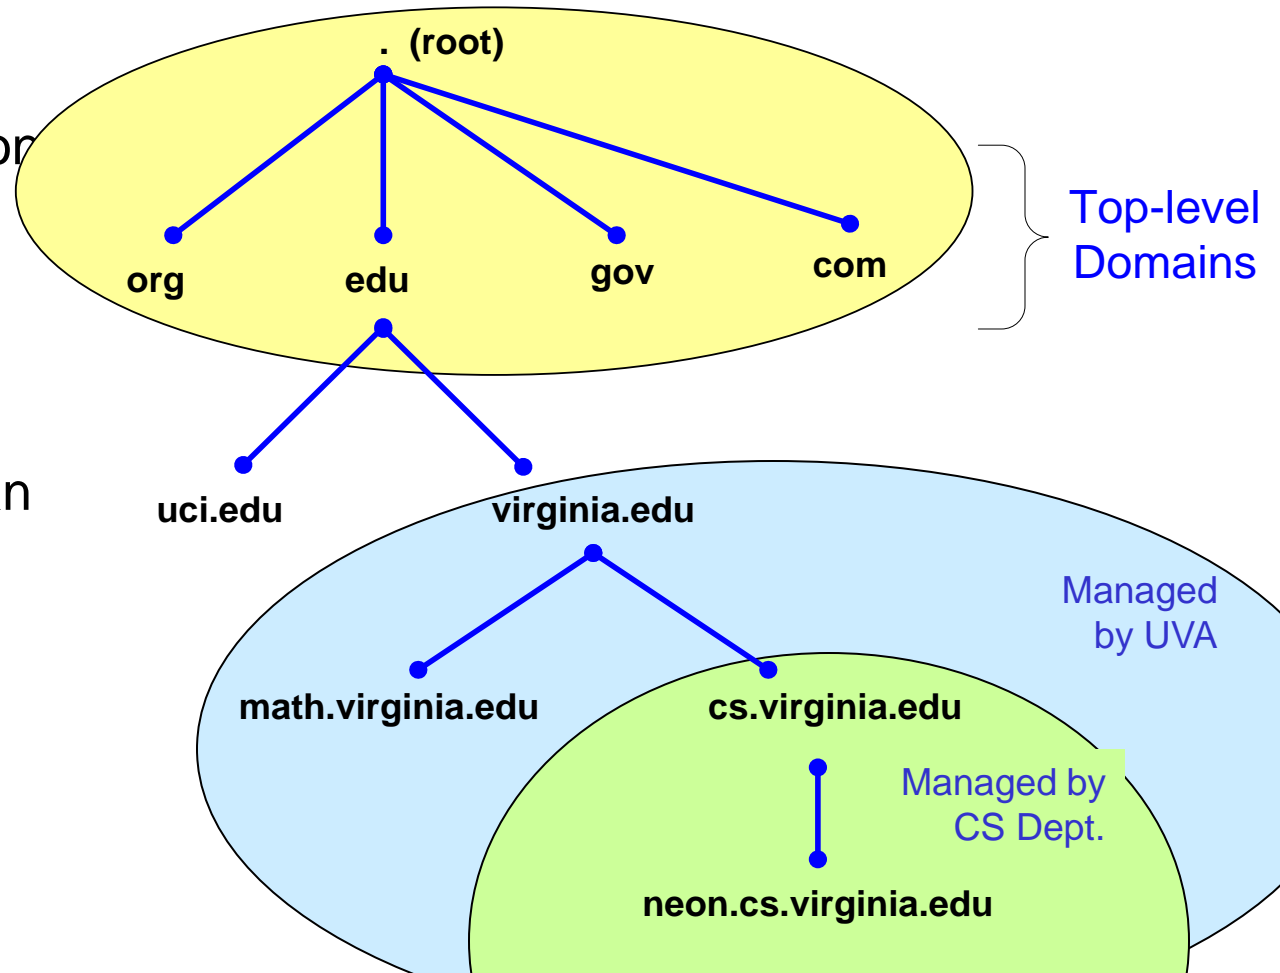 . (root)
on
Top-level
Domains
org
edu
gov
com
n
uci.edu
virginia.edu
Managed
by UVA
math.virginia.edu
cs.virginia.edu
Managed by
CS Dept.
neon.cs.virginia.edu